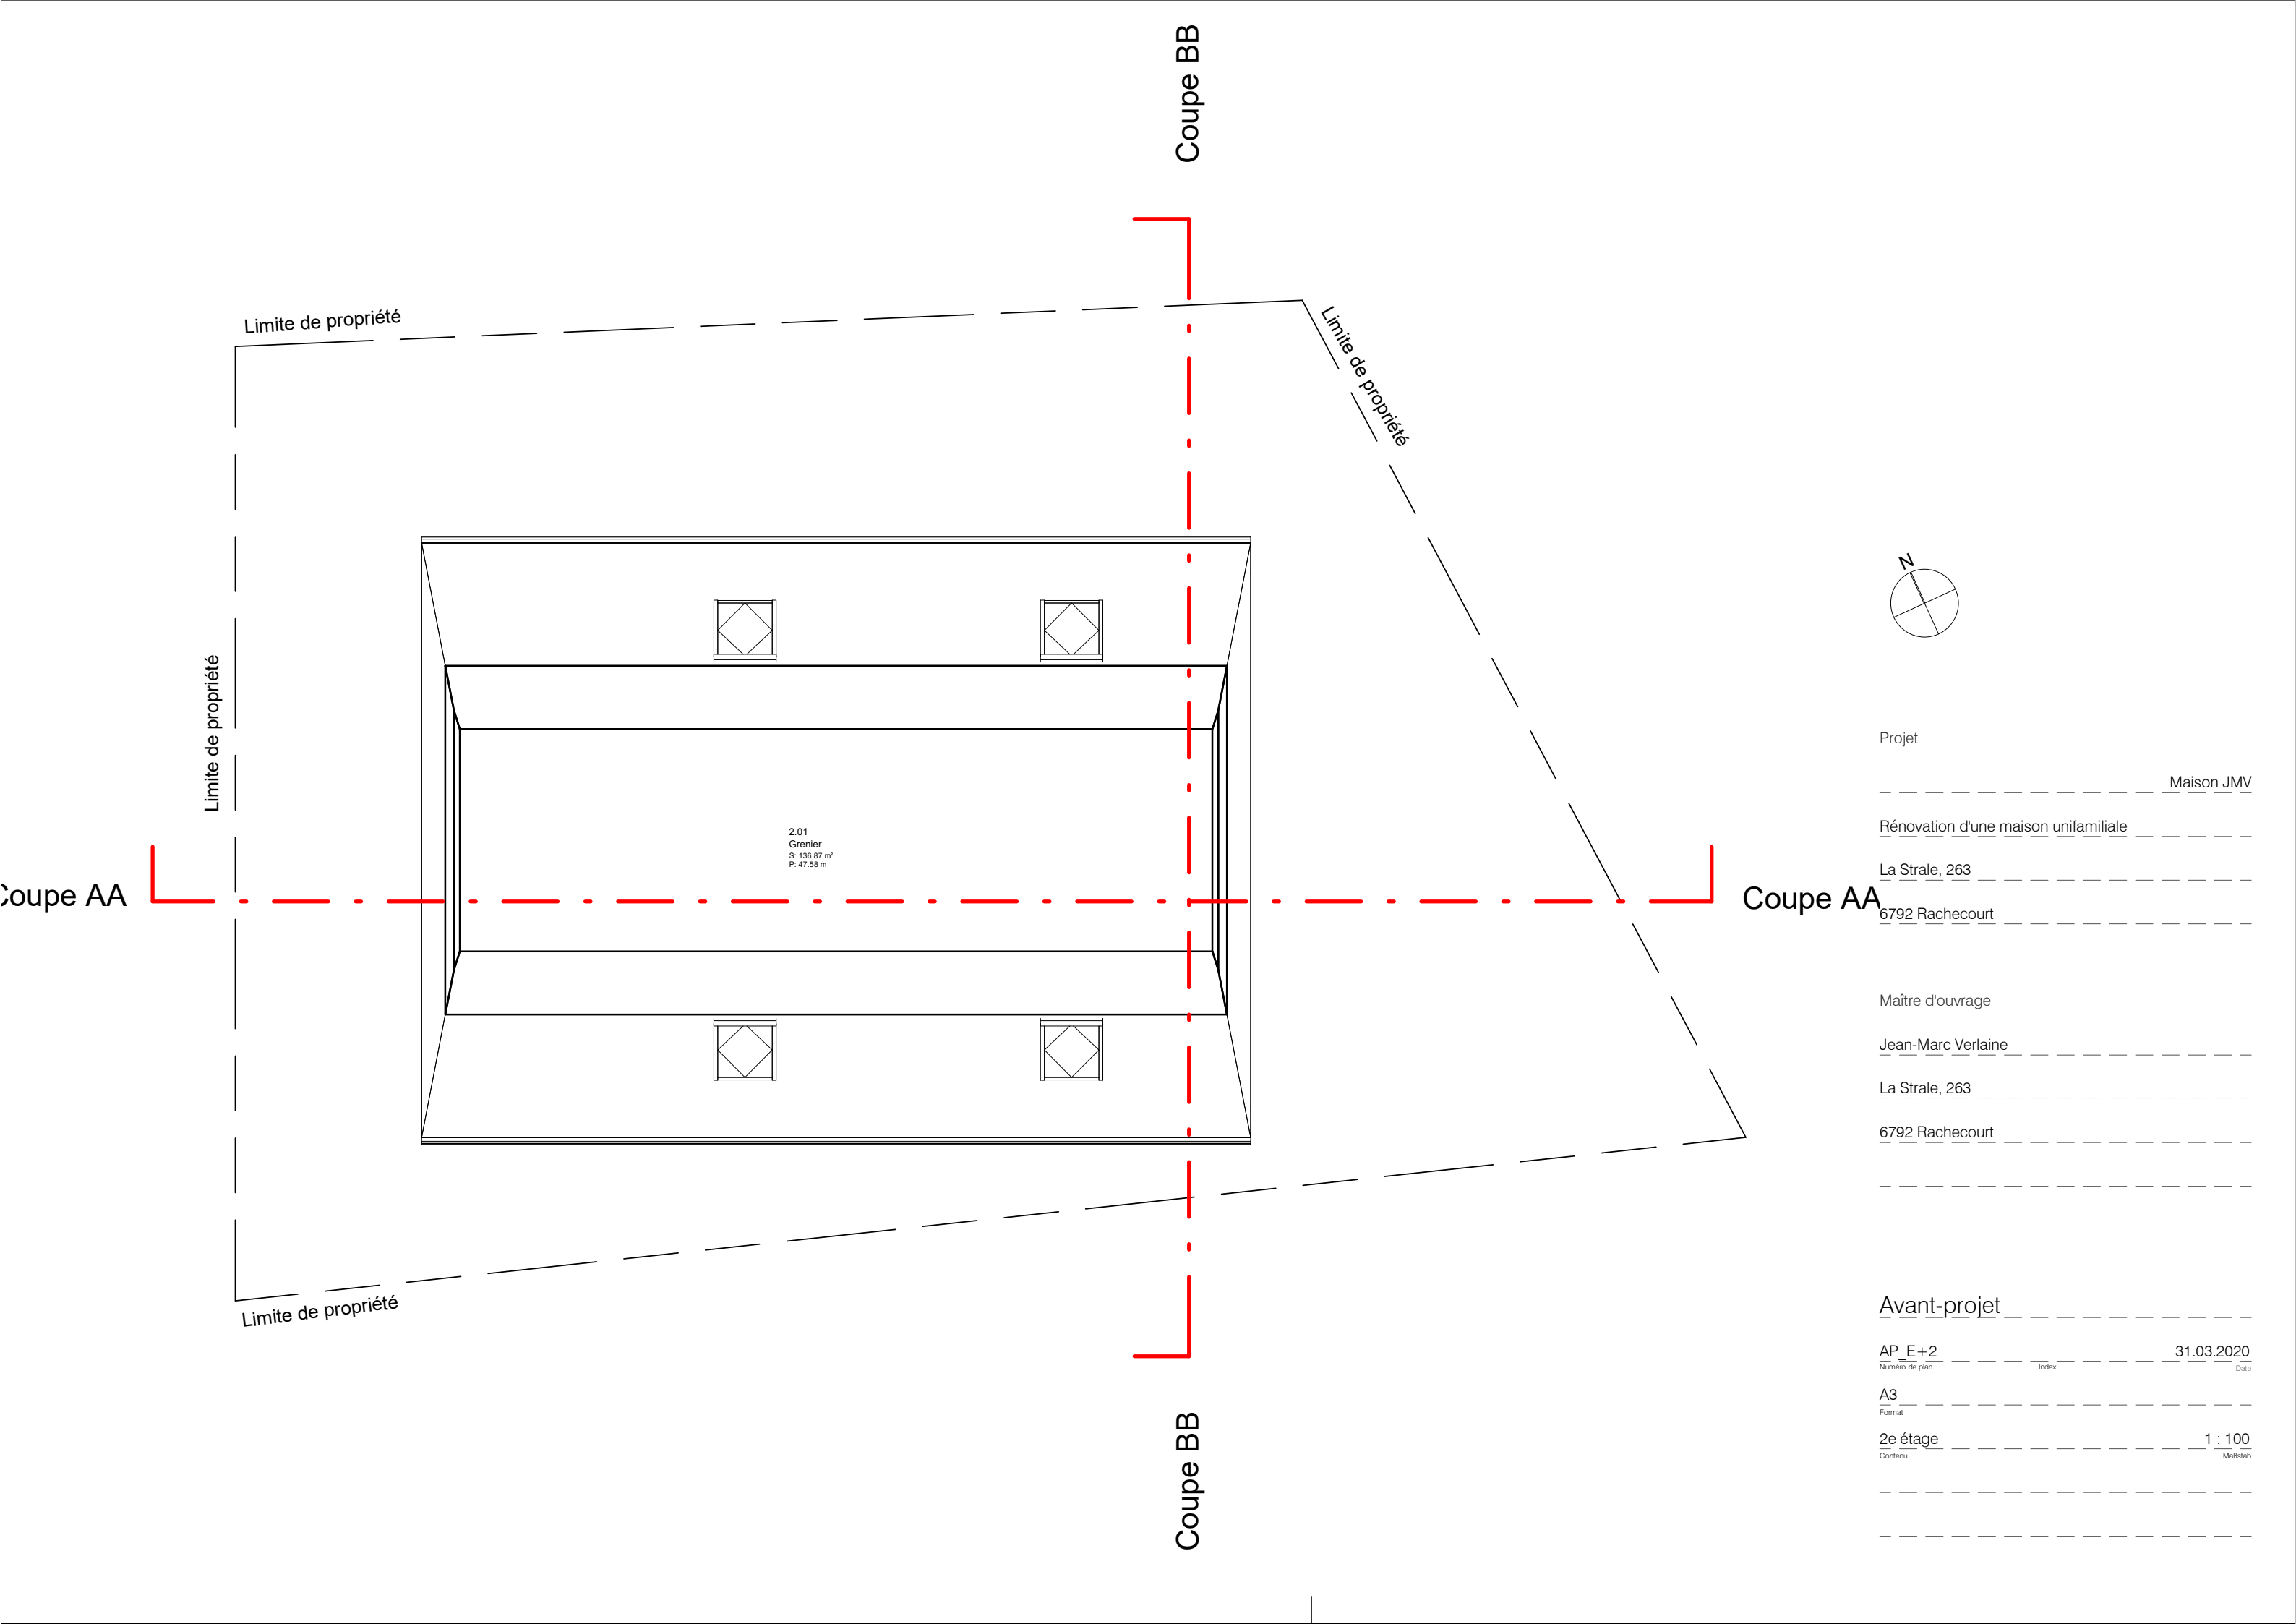 Coupe BB
Limite de propriété
Limite de propriété
Limite de propriété
2.01
Grenier
S: 136.87 m²
P: 47.58 m
Coupe AA
Coupe AA
Limite de propriété
Coupe BB
N
Projet
Maison JMV
Rénovation d'une maison unifamiliale
La Strale, 263
6792 Rachecourt
Maître d'ouvrage
Jean-Marc Verlaine
La Strale, 263
6792 Rachecourt
Avant-projet
AP_E+2 31.03.2020
Numéro de plan Index Date
A3
Format
2e étage 1 : 100
Contenu Maßstab